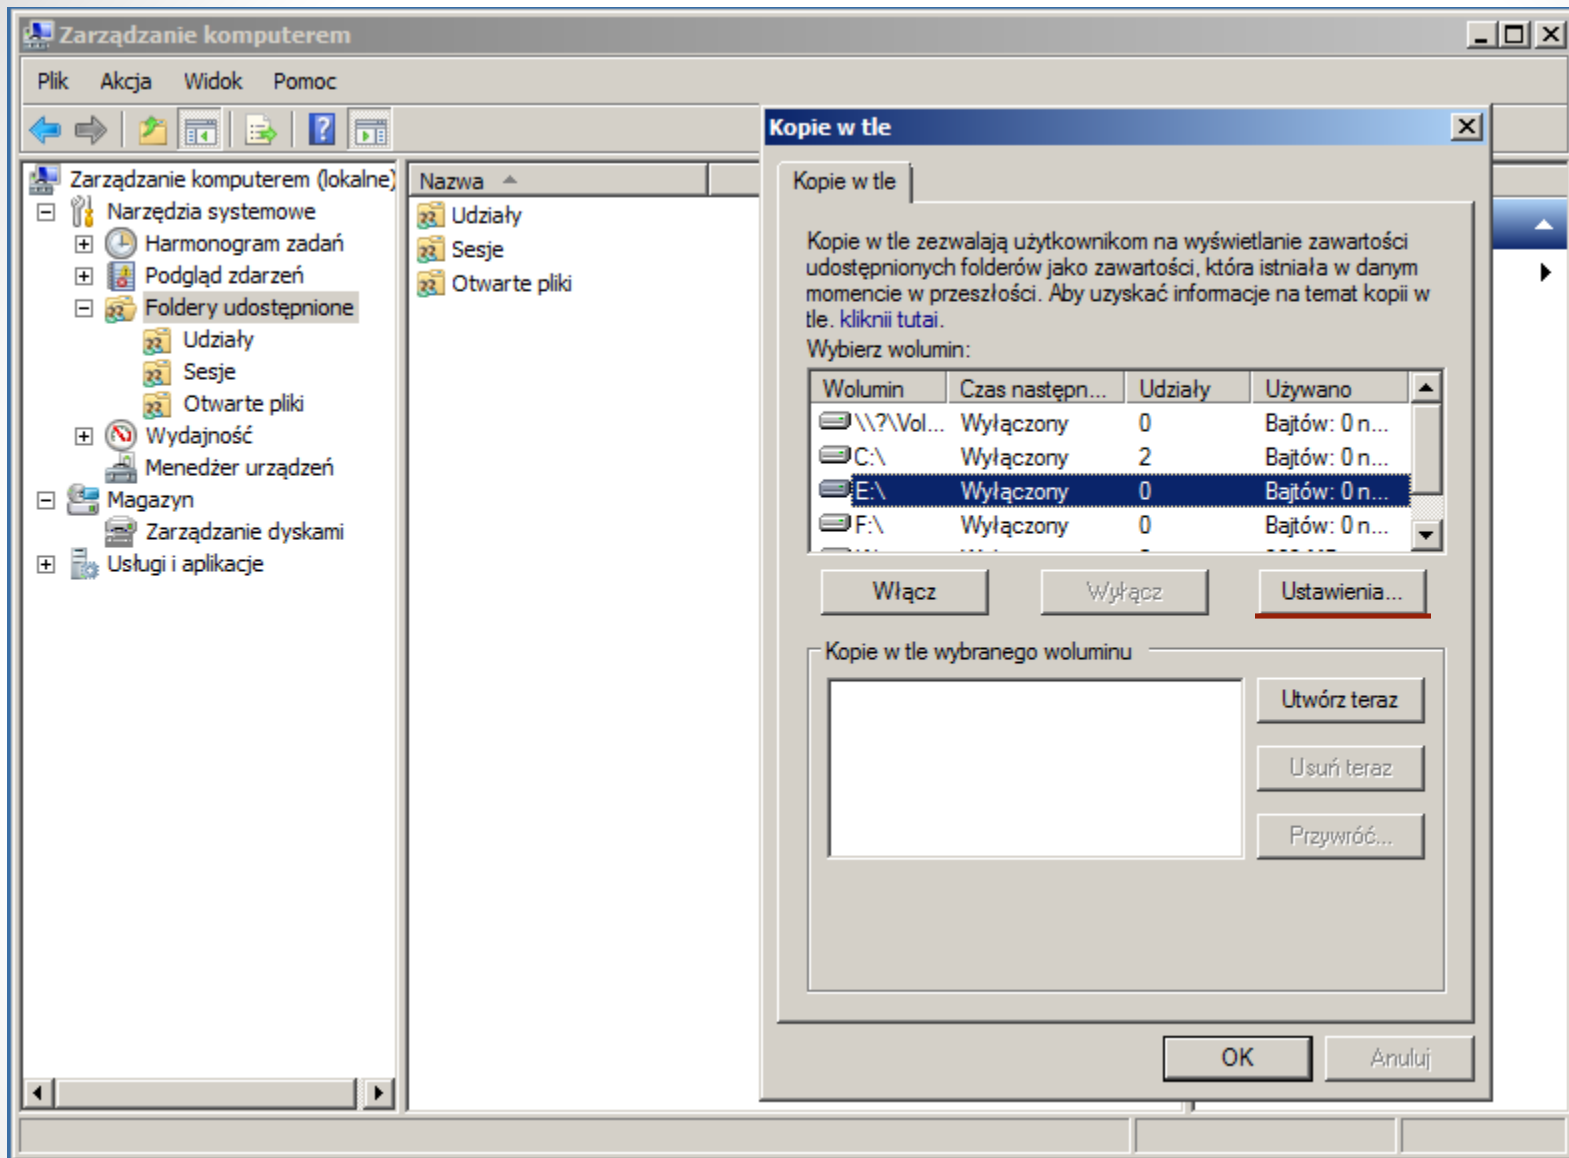 Zarządzanie komputerem
Plik Akcja Widok Pomoc
Zarządzanie komputerem (lokalne)
Narzędzia systemowe
Harmonogram zadań
Podgląd zdarzeń
Foldery udostępnione
Udziały
Sesje
Otwarte pliki
Wydajność
Menedżer urządzeń
Magazyn
Zarządzanie dyskami
Usługi i aplikacje
Nazwa
Udziały
Sesje
Otwarte pliki
Kopie w tle
Kopie w tle
Kopie w tle zezwalają użytkownikom na wyświetlanie zawartości
udostępnionych folderów jako zawartości, która istniała w danym
momencie w przeszłości. Aby uzyskać informacje na temat kopii w
tle. kliknij tutaj.
Wybierz wolumin:
Wolumin Czas następn... Udziały Używano
\\?\Vol... Wyłączony 0 Bajtów: 0 n...
C:\ Wyłączony 2 Bajtów: 0 n...
E:\ Wyłączony 0 Bajtów: 0 n...
F:\ Wyłączony 0 Bajtów: 0 n...
Włącz Wyłącz Ustawienia...
Kopie w tle wybranego woluminu
Utwórz teraz
Usuń teraz
Przywróć...
OK Anuluj